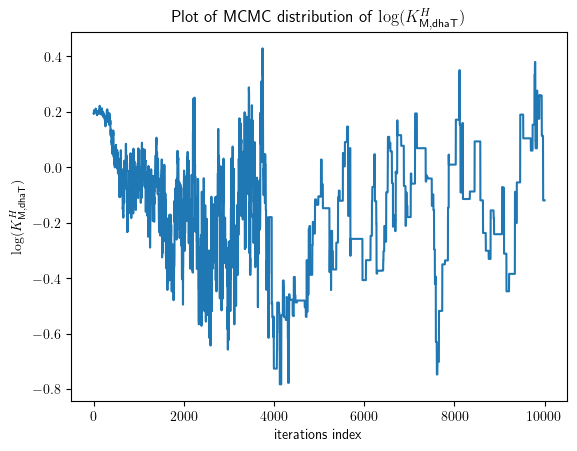 Plot of MCMC distribution of log(K^H_M,dhaT)
log(K^H_M,dhaT)
0.4
0.2
0.0
−0.2
−0.4
−0.6
−0.8
0 2000 4000 6000 8000 10000
iterations index